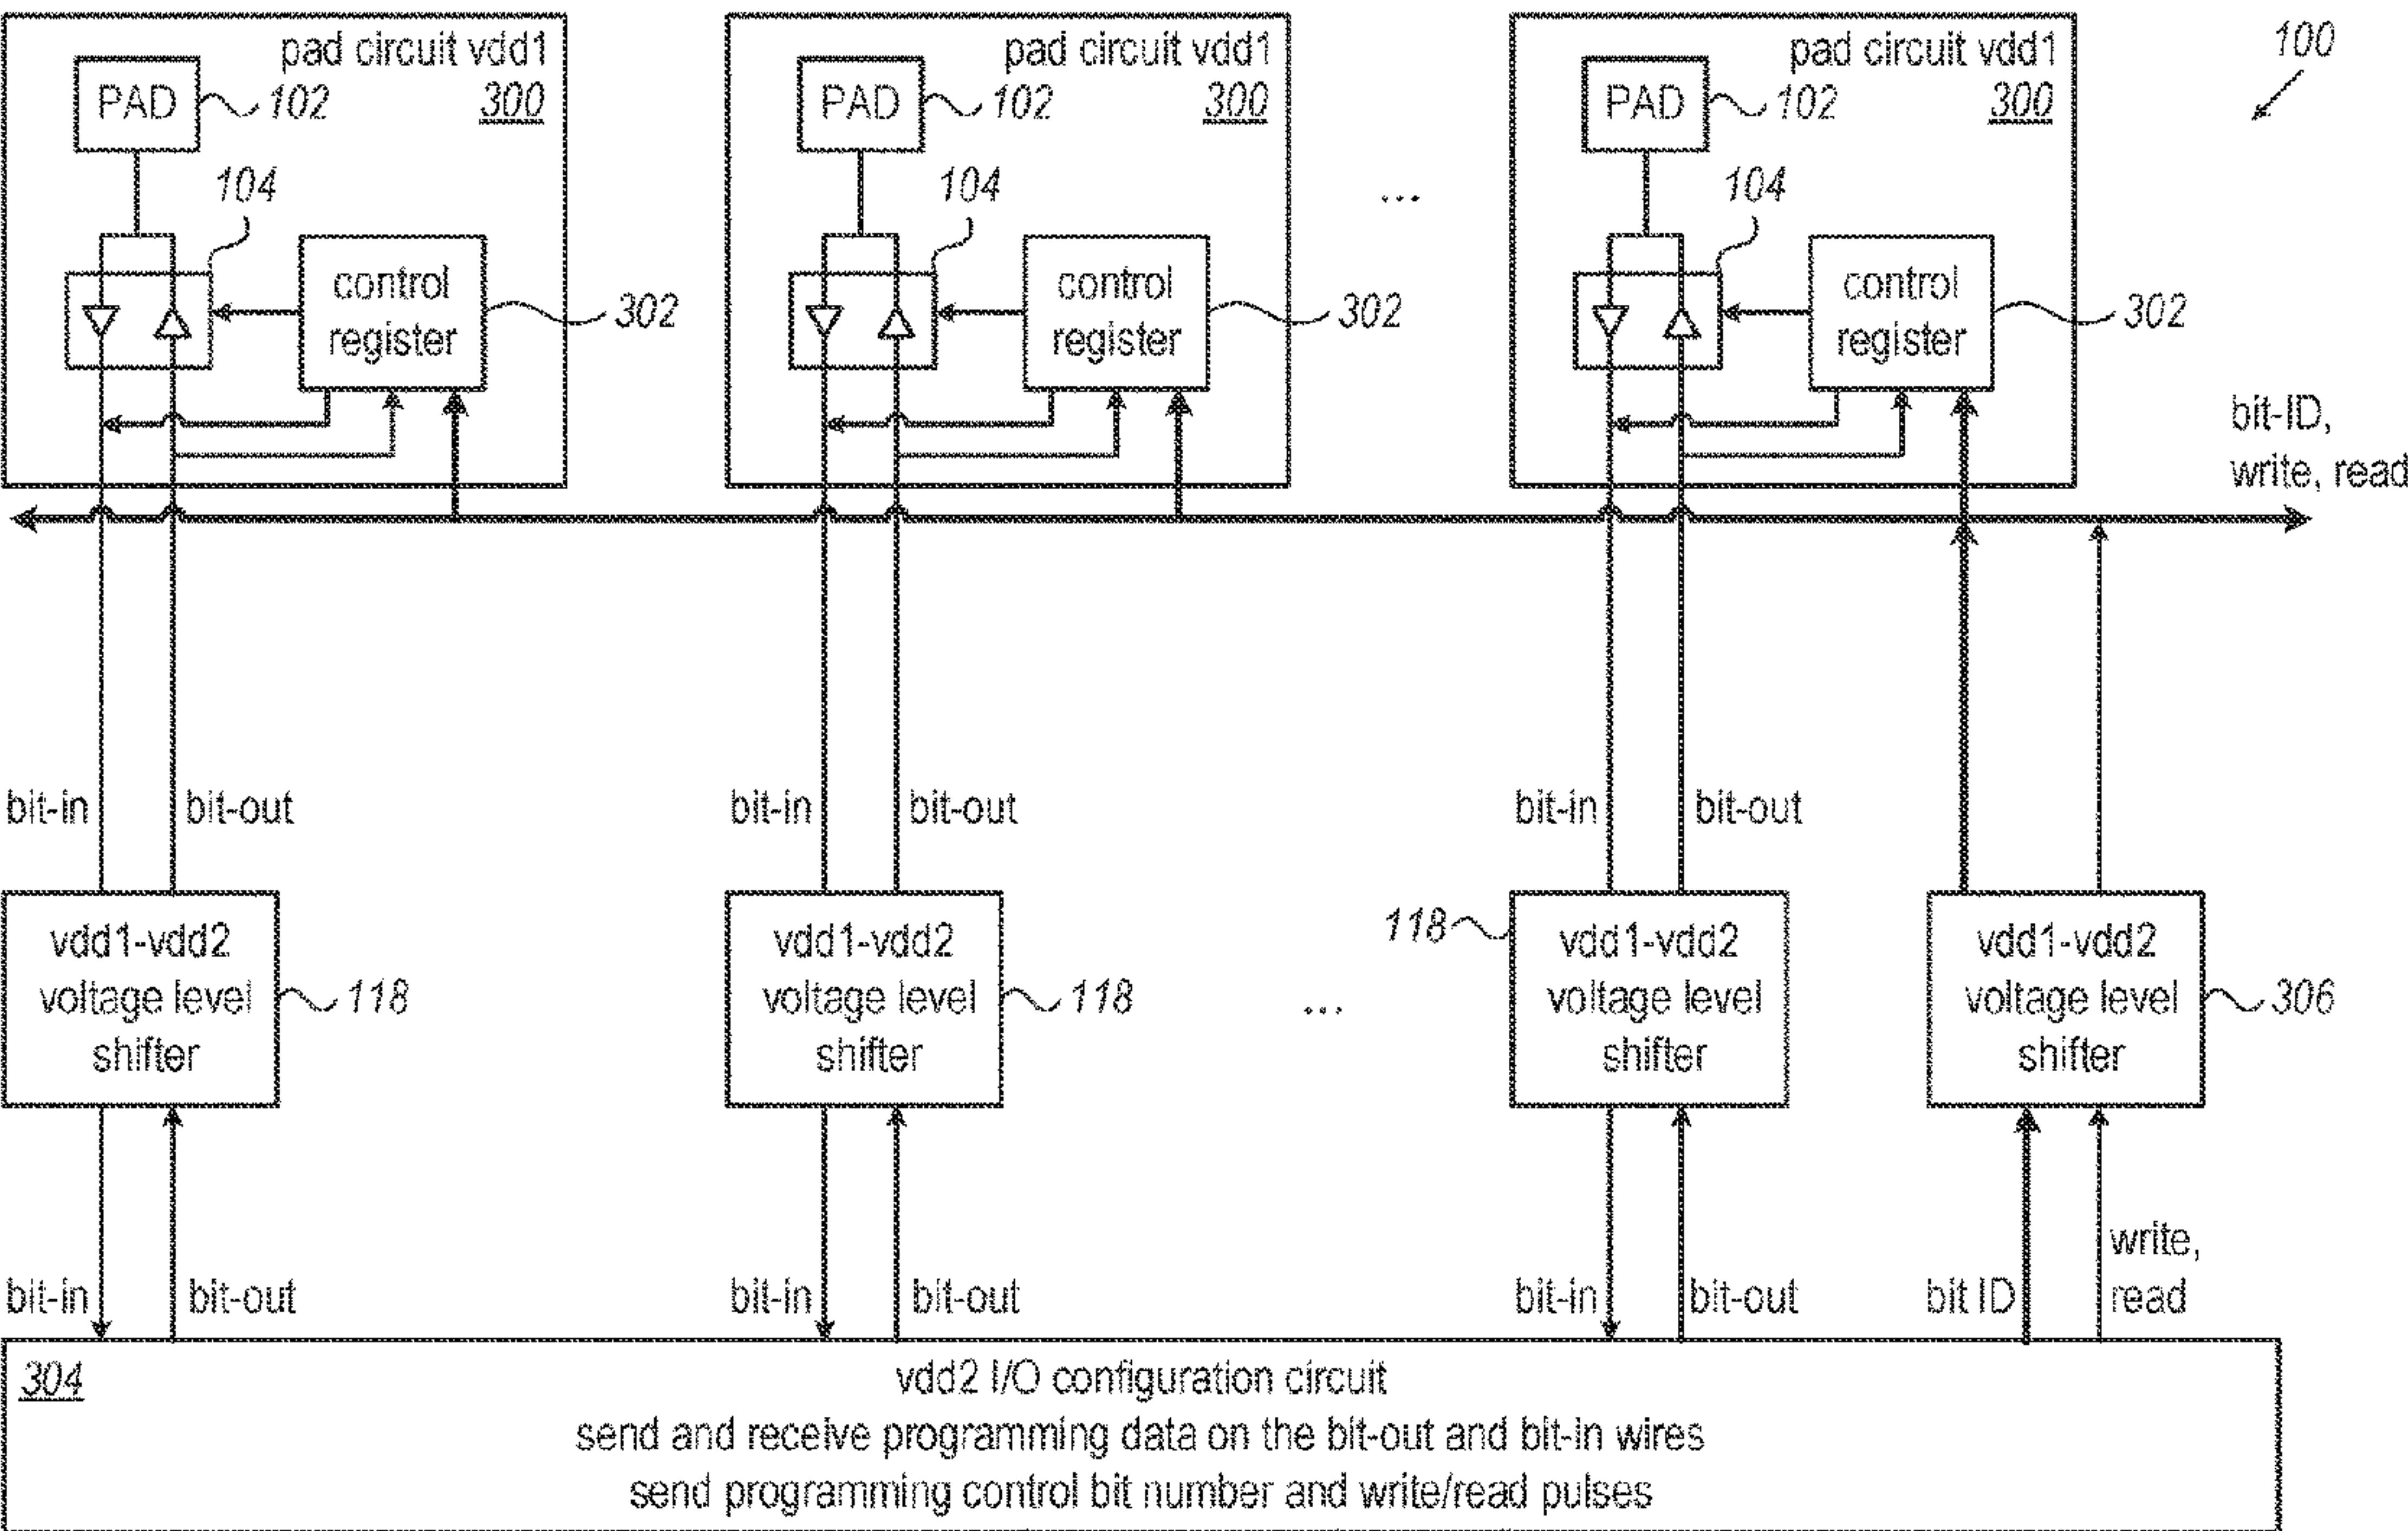 pad circuit vdd1
300
PAD
102
104
control
register
302
pad circuit vdd1
300
PAD
102
104
control
register
302
...
pad circuit vdd1
300
PAD
102
104
control
register
302
100
bit-ID,
write, read
bit-in
bit-out
bit-in
bit-out
bit-in
bit-out
vdd1-vdd2
voltage level
shifter
118
vdd1-vdd2
voltage level
shifter
118
...
118
vdd1-vdd2
voltage level
shifter
vdd1-vdd2
voltage level
shifter
306
bit-in
bit-out
bit-in
bit-out
bit-in
bit-out
bit ID
write,
read
304
vdd2 I/O configuration circuit
send and receive programming data on the bit-out and bit-in wires
send programming control bit number and write/read pulses